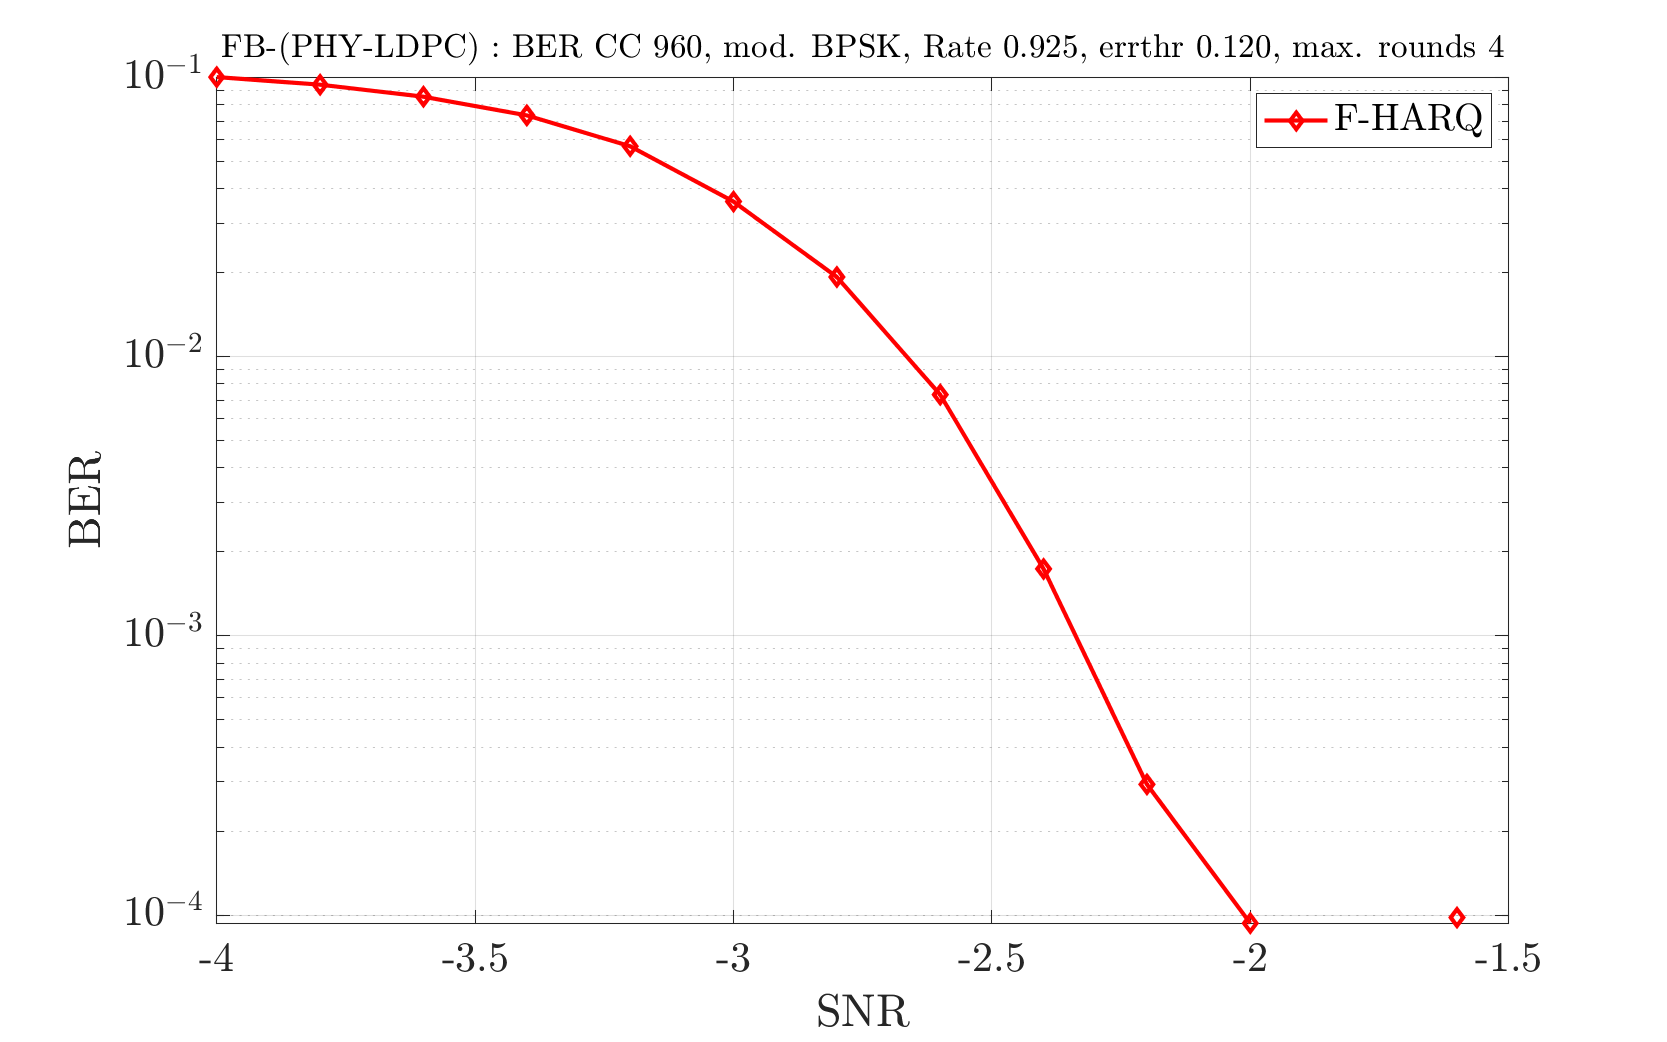 FB-(PHY-LDPC) : BER CC 960, mod. BPSK, Rate 0.925, errthr 0.120, max. rounds 4
F-HARQ
10⁻¹
10⁻²
10⁻³
10⁻⁴
BER
-4 -3.5 -3 -2.5 -2 -1.5
SNR